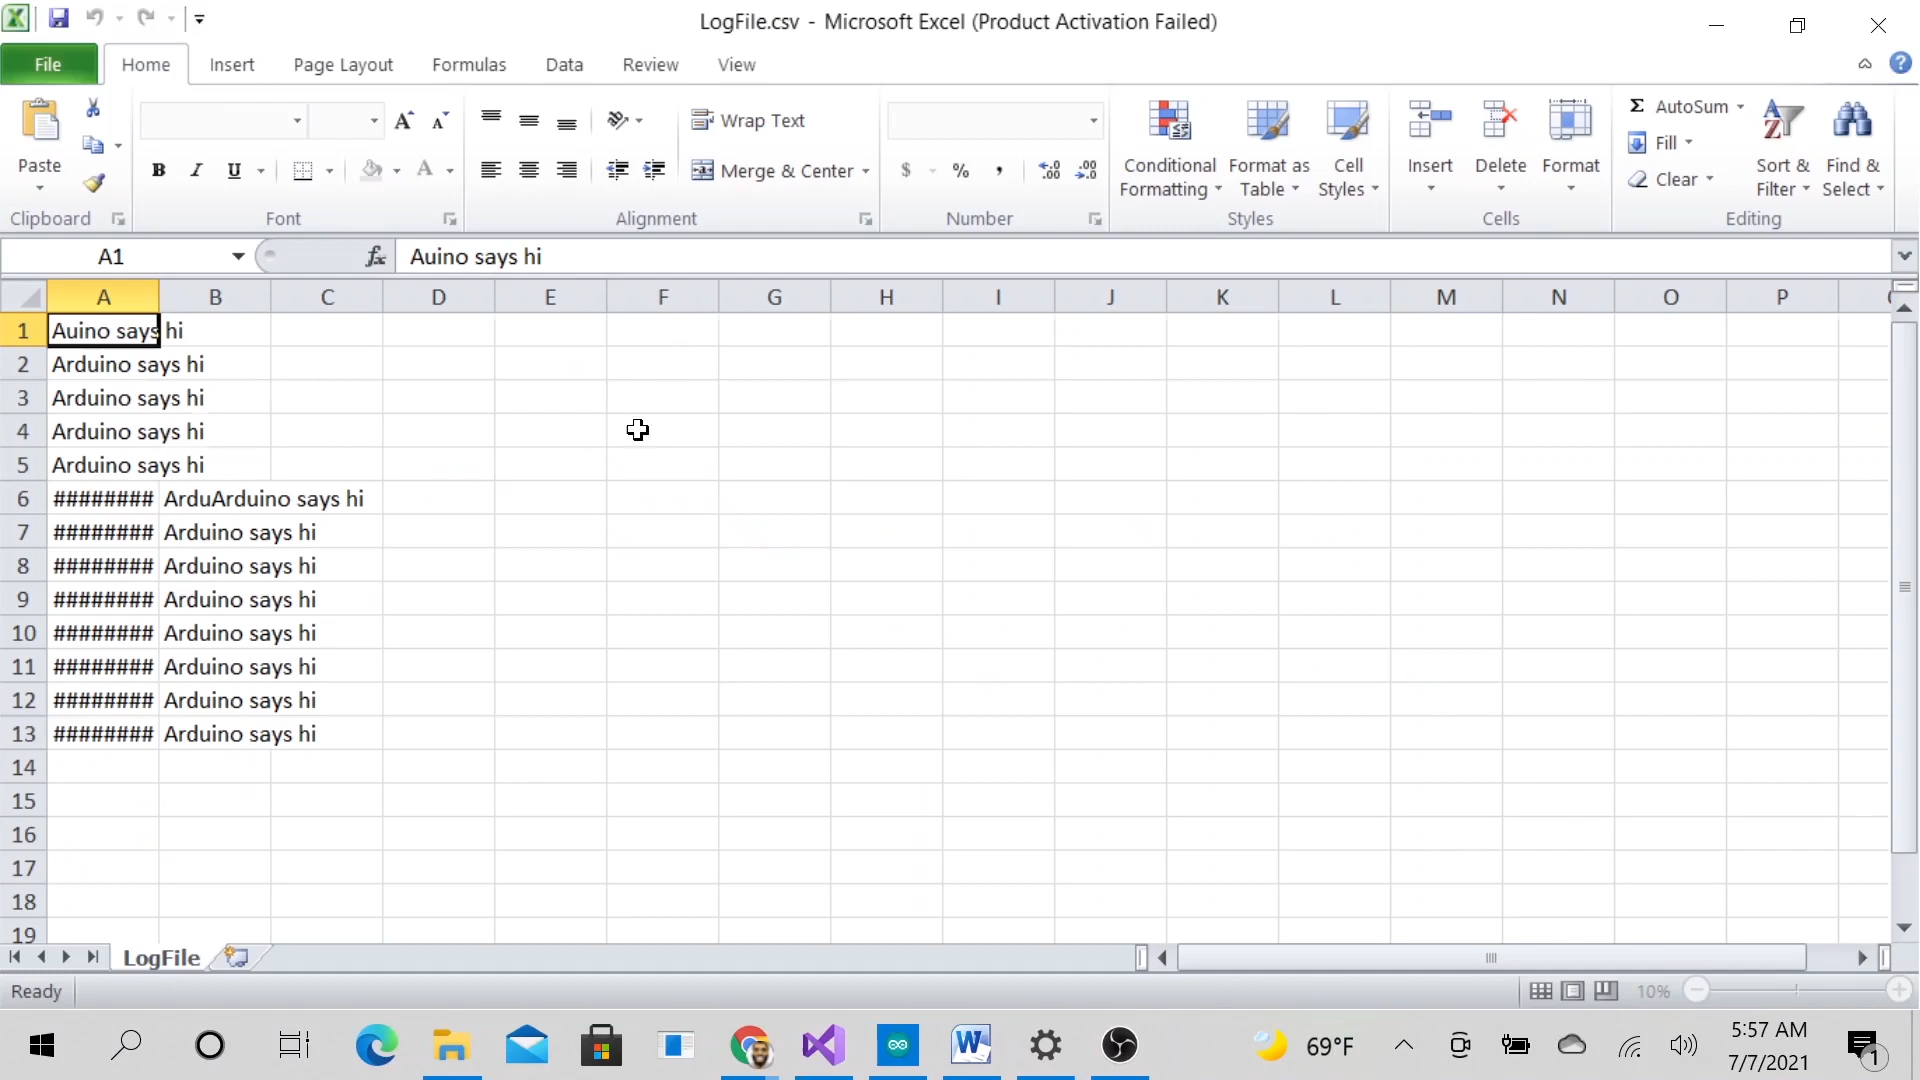 LogFile.csv - Microsoft Excel (Product Activation Failed)
File Home Insert Page Layout Formulas Data Review View
Paste
Clipboard
B I U A
Font
Wrap Text
Merge & Center
Alignment
$ % ,
Number
Conditional Formatting
Format as Table
Cell Styles
Styles
Insert
Delete
Format
Cells
Σ AutoSum
Fill
Clear
Sort & Filter
Find & Select
Editing
A1 fx Auino says hi
A B C D E F G H I J K L M N O P
1 Auino says hi
2 Arduino says hi
3 Arduino says hi
4 Arduino says hi
5 Arduino says hi
6 ######## ArduArduino says hi
7 ######## Arduino says hi
8 ######## Arduino says hi
9 ######## Arduino says hi
10 ######## Arduino says hi
11 ######## Arduino says hi
12 ######## Arduino says hi
13 ######## Arduino says hi
14
15
16
17
18
19
LogFile
Ready 10%
69°F
5:57 AM
7/7/2021
1